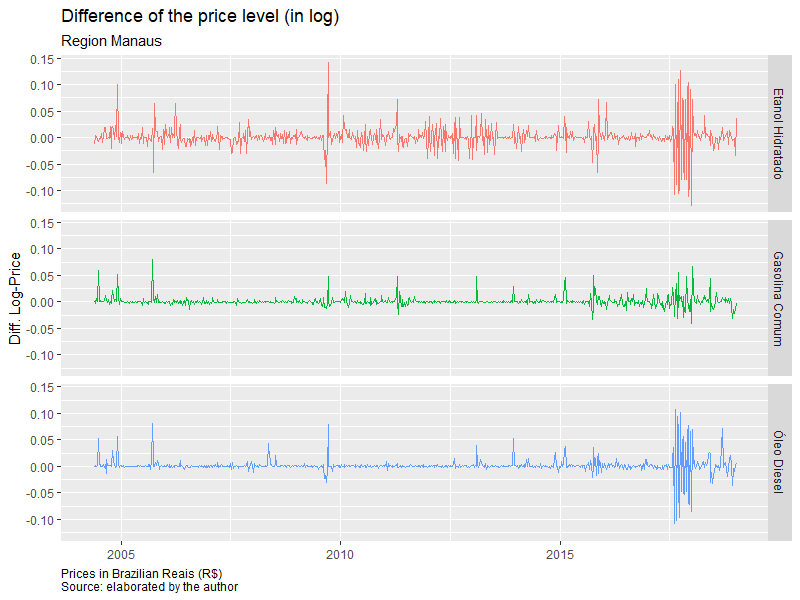 Difference of the price level (in log)
Region Manaus
0.15
0.10
0.05
0.00
-0.05
-0.10
Etanol Hidratado
0.15
0.10
0.05
0.00
-0.05
-0.10
Gasolina Comum
Diff. Log-Price
0.15
0.10
0.05
0.00
-0.05
-0.10
Óleo Diesel
2005
2010
2015
Prices in Brazilian Reais (R$)
Source: elaborated by the author